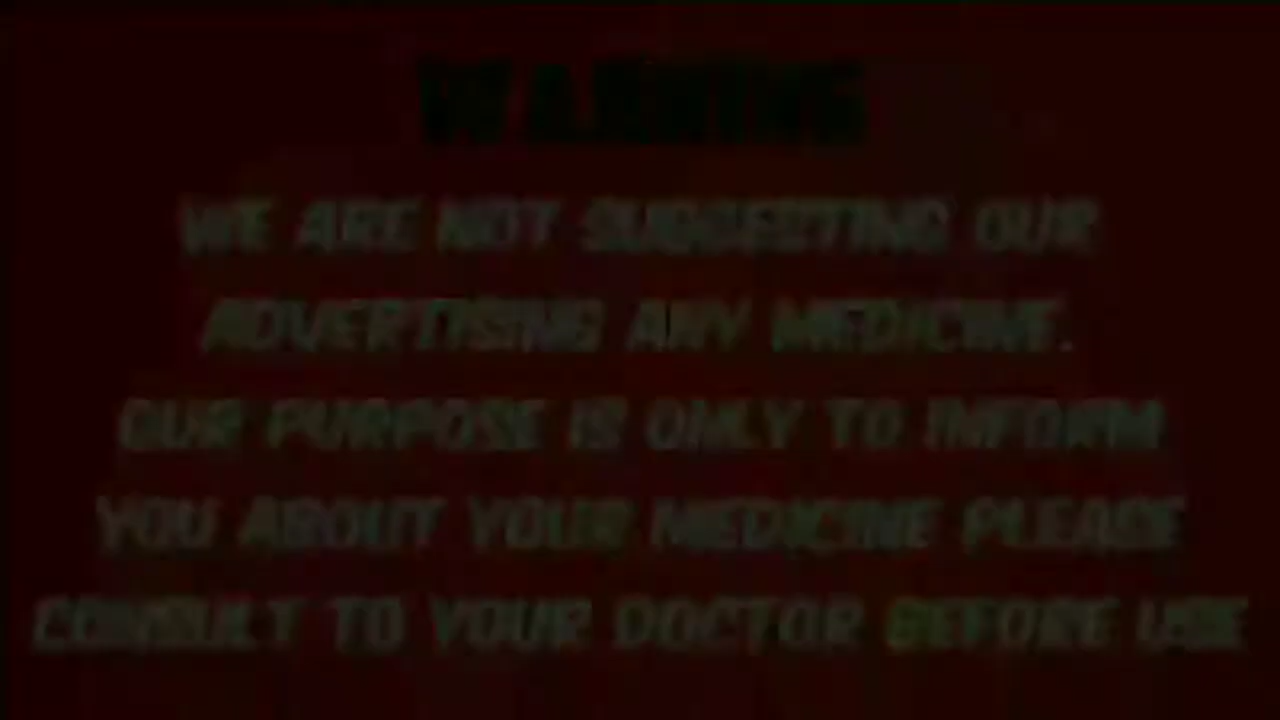 WARNING
WE ARE NOT SUGGESTING OUR
ADVERTISING ANY MEDICINE.
OUR PURPOSE IS ONLY TO INFORM
YOU ABOUT YOUR MEDICINE PLEASE
CONSULT TO YOUR DOCTOR BEFORE USE